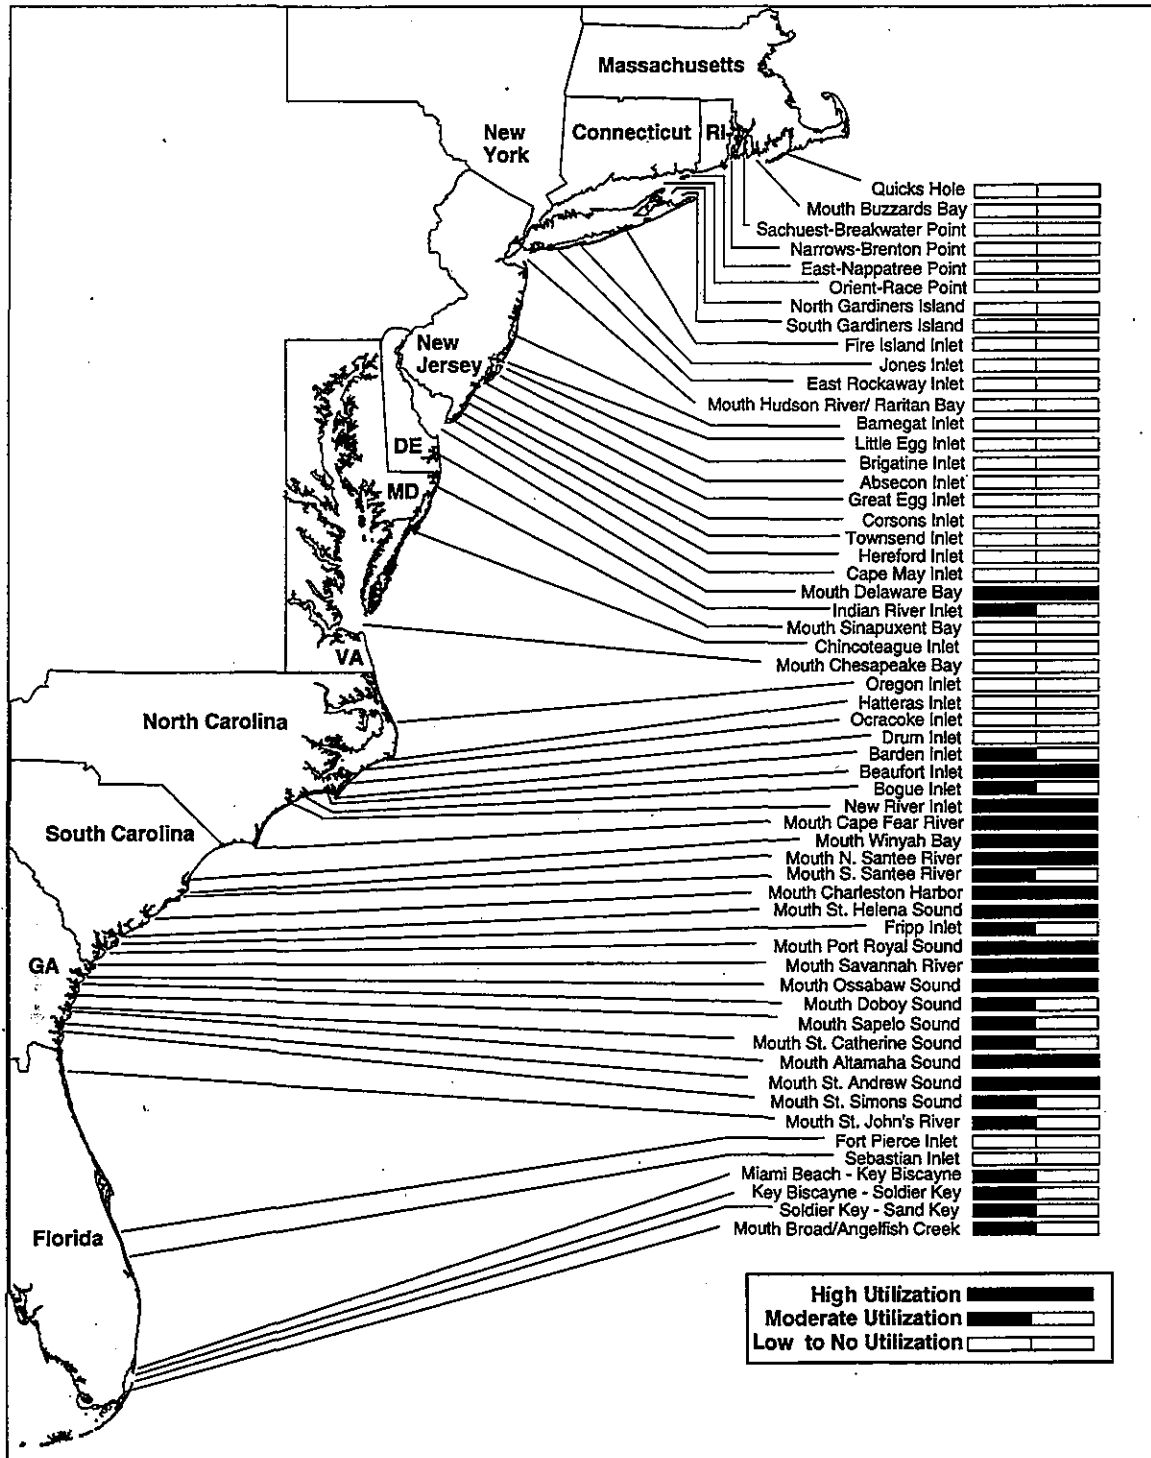 Massachusetts
Connecticut
RI
New
York
Quicks Hole
Mouth Buzzards Bay
Sachuest-Breakwater Point
Narrows-Brenton Point
East-Nappatree Point
Orient-Race Point
North Gardiners Island
South Gardiners Island
Fire Island Inlet
Jones Inlet
East Rockaway Inlet
Mouth Hudson River/ Raritan Bay
New
Jersey
Barnegat Inlet
Little Egg Inlet
Brigatine Inlet
Absecon Inlet
Great Egg Inlet
DE
MD
Corsons Inlet
Townsend Inlet
Hereford Inlet
Cape May Inlet
Mouth Delaware Bay
Indian River Inlet
Mouth Sinapuxent Bay
Chincoteague Inlet
VA
Mouth Chesapeake Bay
Oregon Inlet
Hatteras Inlet
North Carolina
Ocracoke Inlet
Drum Inlet
Barden Inlet
Beaufort Inlet
Bogue Inlet
New River Inlet
South Carolina
Mouth Cape Fear River
Mouth Winyah Bay
Mouth N. Santee River
Mouth S. Santee River
Mouth Charleston Harbor
Mouth St. Helena Sound
Fripp Inlet
Mouth Port Royal Sound
GA
Mouth Savannah River
Mouth Ossabaw Sound
Mouth Doboy Sound
Mouth Sapelo Sound
Mouth St. Catherine Sound
Mouth Altamaha Sound
Mouth St. Andrew Sound
Mouth St. Simons Sound
Mouth St. John's River
Fort Pierce Inlet
Sebastian Inlet
Miami Beach - Key Biscayne
Key Biscayne - Soldier Key
Soldier Key - Sand Key
Mouth Broad/Angelfish Creek
Florida
High Utilization
Moderate Utilization
Low to No Utilization